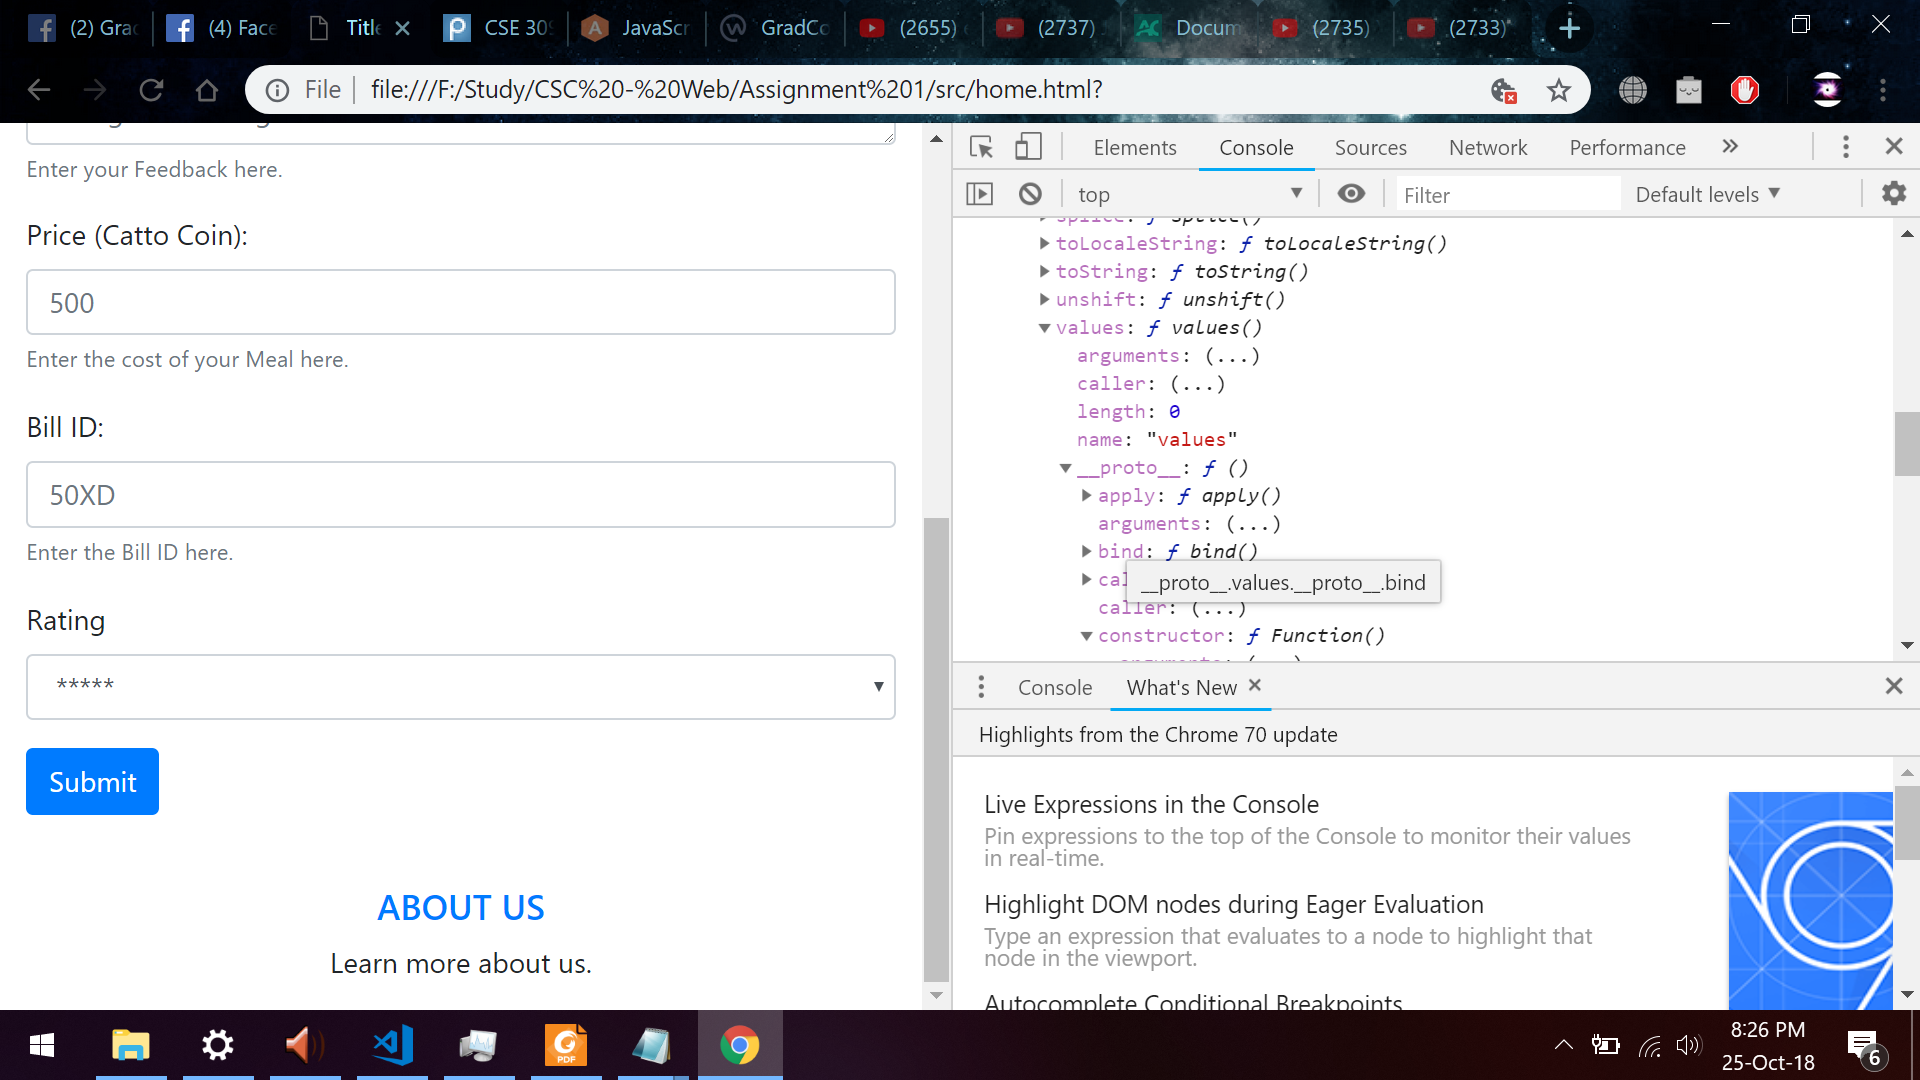 (2) Grac
(4) Face
Title
CSE 309
JavaScr
GradCo
(2655)
(2737)
Docum
(2735)
(2733)
File
file:///F:/Study/CSC%20-%20Web/Assignment%201/src/home.html?
Enter your Feedback here.
Price (Catto Coin):
500
Enter the cost of your Meal here.
Bill ID:
50XD
Enter the Bill ID here.
Rating
*****
Submit
ABOUT US
Learn more about us.
Elements Console Sources Network Performance »
top Filter Default levels
splice: ƒ splice()
toLocaleString: ƒ toLocaleString()
toString: ƒ toString()
unshift: ƒ unshift()
values: ƒ values()
arguments: (...)
caller: (...)
length: 0
name: "values"
__proto__: ƒ ()
apply: ƒ apply()
arguments: (...)
bind: ƒ bind()
__proto__.values.__proto__.bind
caller: (...)
constructor: ƒ Function()
Console What's New
Highlights from the Chrome 70 update
Live Expressions in the Console
Pin expressions to the top of the Console to monitor their values
in real-time.
Highlight DOM nodes during Eager Evaluation
Type an expression that evaluates to a node to highlight that
node in the viewport.
Autocomplete Conditional Breakpoints
PDF
8:26 PM
25-Oct-18
6